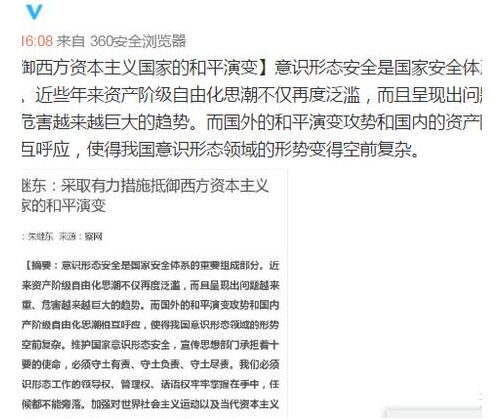 16:08 来自 360安全浏览器
御西方资本主义国家的和平演变】意识形态安全是国家安全体系
。近些年来资产阶级自由化思潮不仅再度泛滥，而且呈现出问题
危害越来越巨大的趋势。而国外的和平演变攻势和国内的资产阶
互呼应，使得我国意识形态领域的形势变得空前复杂。
继东：采取有力措施抵御西方资本主义
家的和平演变
：朱继东 来源：察网
【摘要：意识形态安全是国家安全体系的重要组成部分。近
来资产阶级自由化思潮不仅再度泛滥，而且呈现出问题越来
重、危害越来越巨大的趋势。而国外的和平演变攻势和国内
产阶级自由化思潮相互呼应，使得我国意识形态领域的形势
空前复杂。维护国家意识形态安全，宣传思想部门承担着十
要的使命，必须守土有责、守土负责、守土尽责。我们必须
识形态工作的领导权、管理权、话语权牢牢掌握在手中，任
候都不能旁落。加强对世界社会主义运动以及当代资本主义